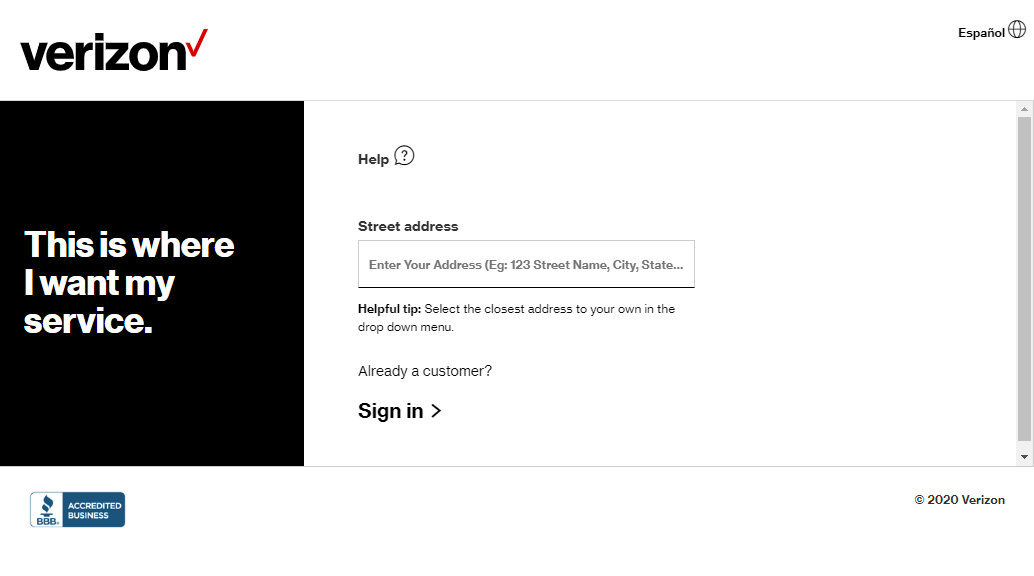 verizon
Español
Help
This is where
I want my
service.
Street address
Enter Your Address (Eg: 123 Street Name, City, State...
Helpful tip: Select the closest address to your own in the
drop down menu.
Already a customer?
Sign in >
BBB.
ACCREDITED
BUSINESS
© 2020 Verizon